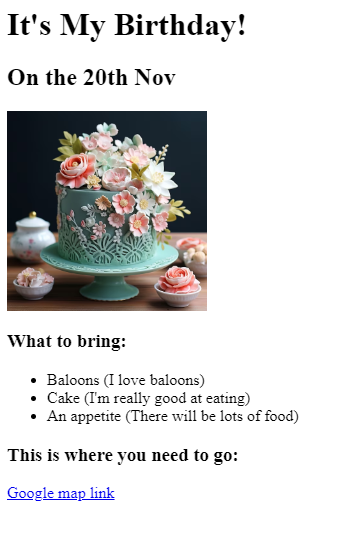 It's My Birthday!
On the 20th Nov
What to bring:
Baloons (I love baloons)
Cake (I'm really good at eating)
An appetite (There will be lots of food)
This is where you need to go:
Google map link